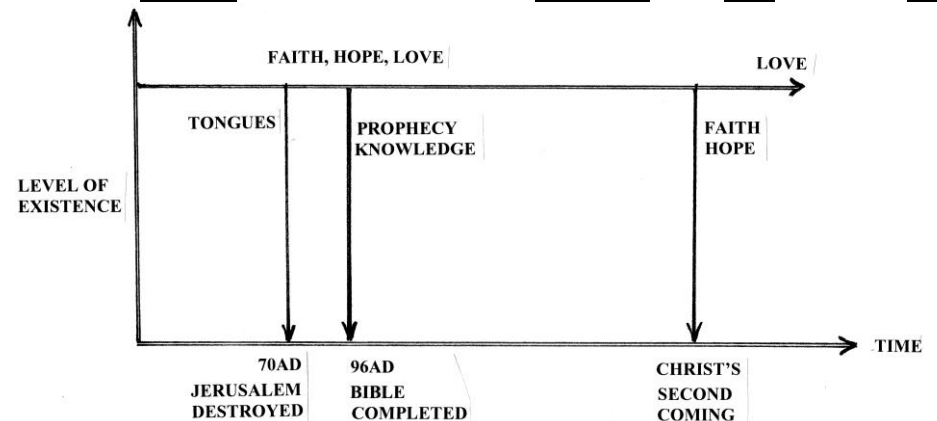 FAITH, HOPE, LOVE
LOVE
TONGUES
PROPHECY
KNOWLEDGE
FAITH
HOPE
LEVEL OF
EXISTENCE
TIME
70AD
JERUSALEM
DESTROYED
96AD
BIBLE
COMPLETED
CHRIST'S
SECOND
COMING